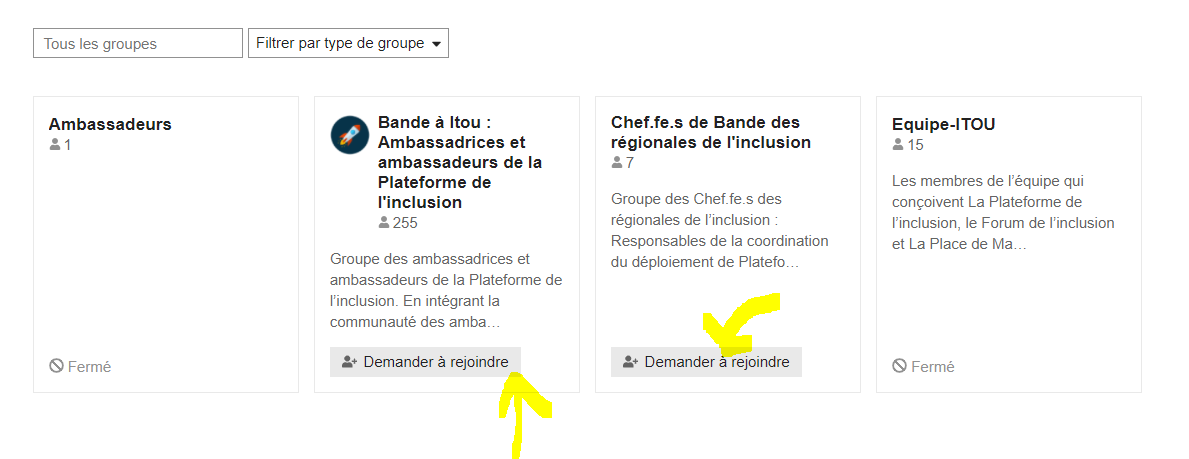 Tous les groupes
Filtrer par type de groupe
Ambassadeurs
1
Fermé
Bande à Itou :
Ambassadrices et
ambassadeurs de la
Plateforme de
l'inclusion
255
Groupe des ambassadrices et
ambassadeurs de la Plateforme de
l’inclusion. En intégrant la
communauté des amba…
Demander à rejoindre
Chef.fe.s de Bande des
régionales de l'inclusion
7
Groupe des Chef.fe.s des
régionales de l’inclusion :
Responsables de la coordination
du déploiement de Platefo…
Demander à rejoindre
Equipe-ITOU
15
Les membres de l’équipe qui
conçoivent La Plateforme de
l’inclusion, le Forum de l’inclusion
et La Place de Ma…
Fermé